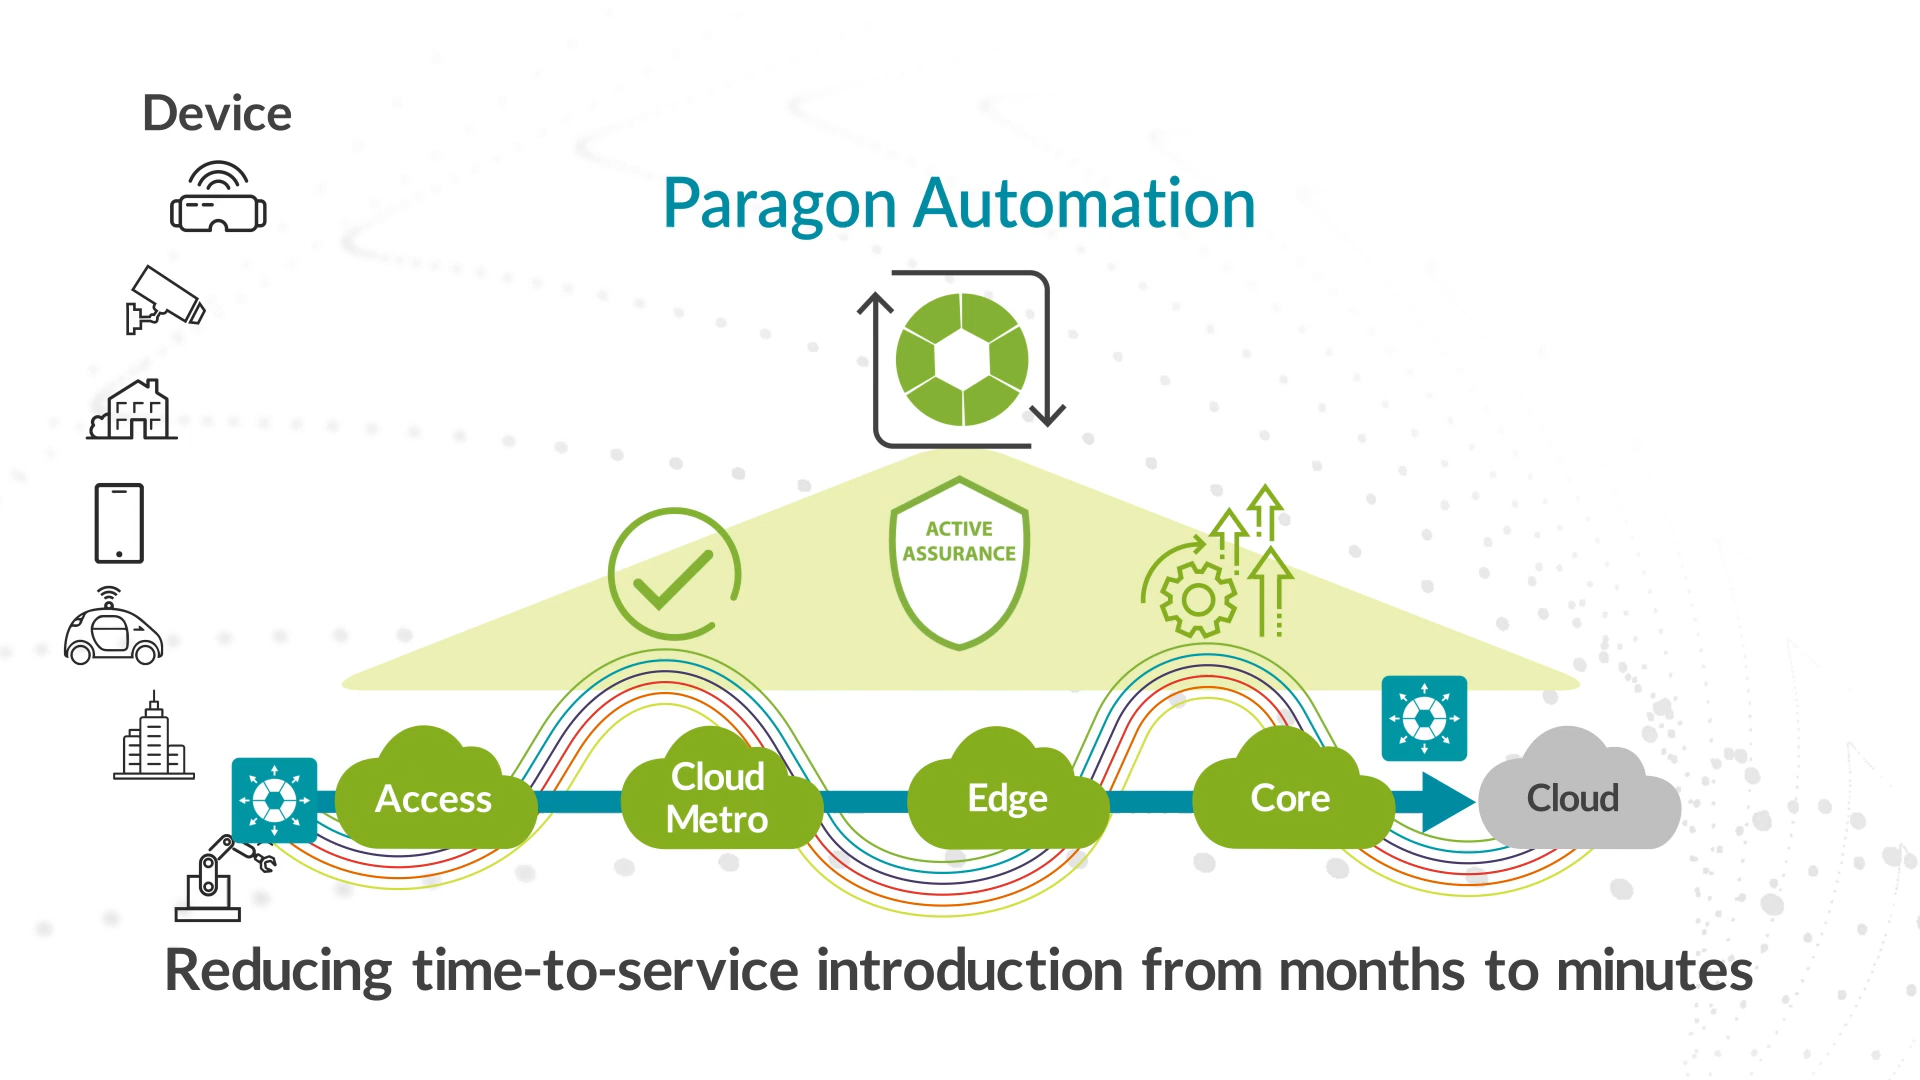 Device
Paragon Automation
ACTIVE
ASSURANCE
Access
Cloud
Metro
Edge
Core
Cloud
Reducing time-to-service introduction from months to minutes